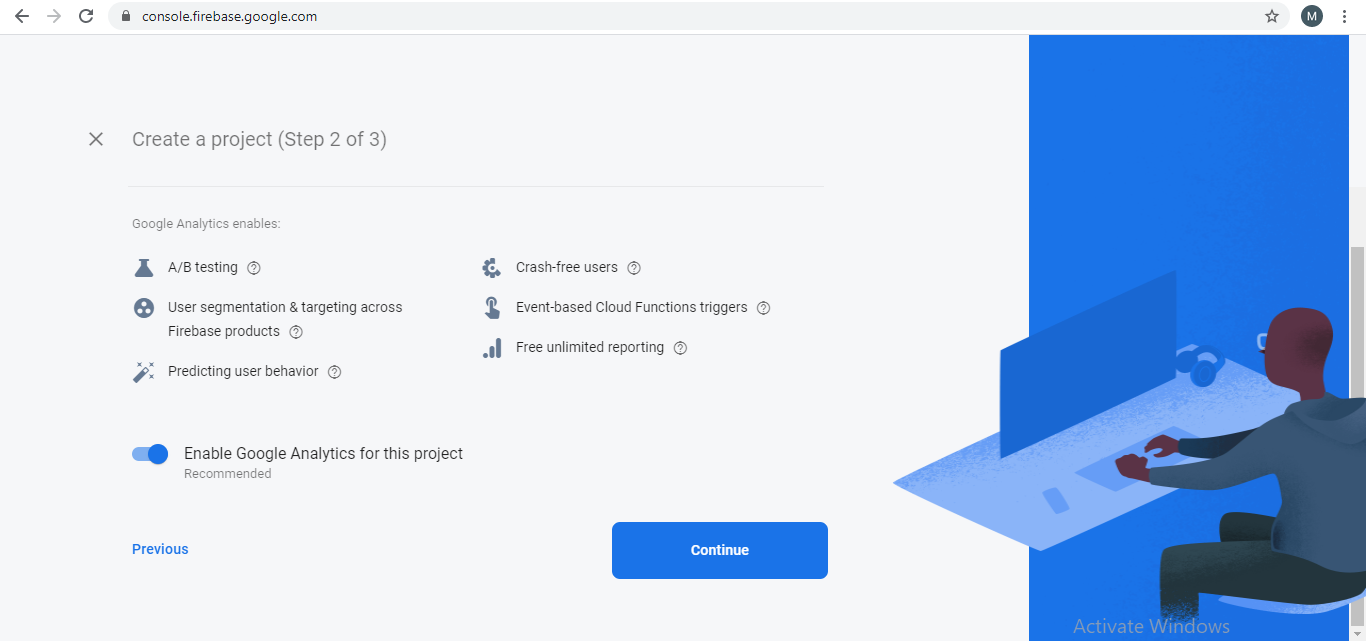 console.firebase.google.com
M
Create a project (Step 2 of 3)
Google Analytics enables:
A/B testing
Crash-free users
User segmentation & targeting across
Firebase products
Event-based Cloud Functions triggers
Free unlimited reporting
Predicting user behavior
Enable Google Analytics for this project
Recommended
Previous
Continue
Activate Windows